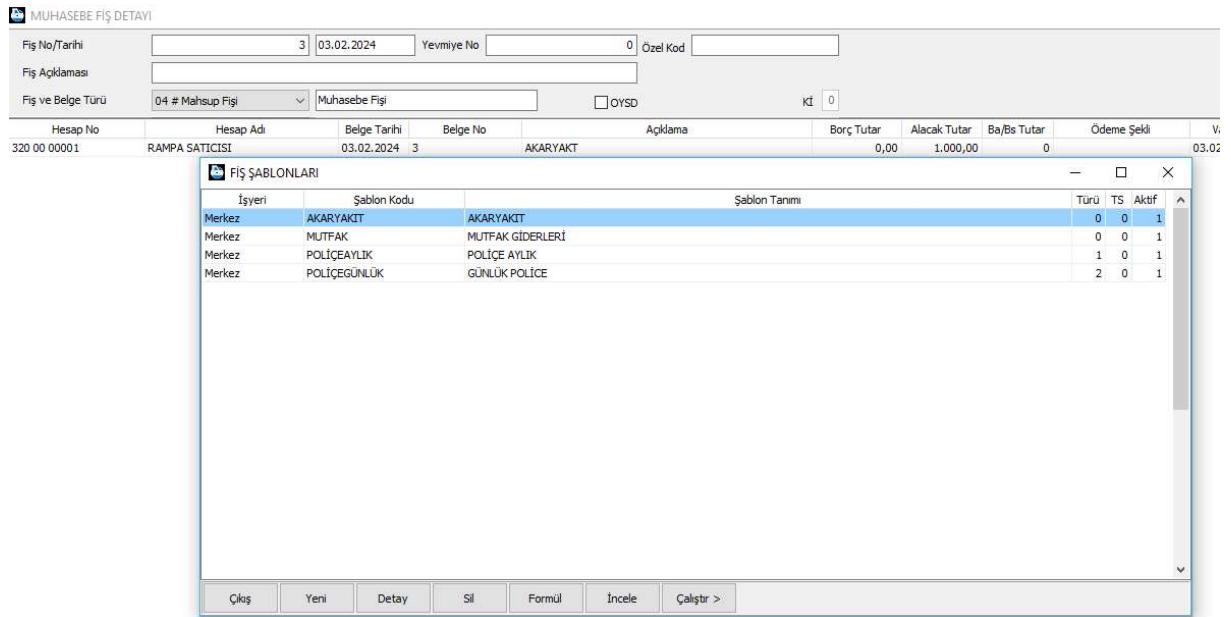 MUHASEBE FİŞ DETAYI
Fiş No/Tarihi 3 03.02.2024 Yevmiye No 0 Özel Kod
Fiş Açıklaması
Fiş ve Belge Türü 04 # Mahsup Fişi Muhasebe Fişi OYSD Kİ 0
Hesap No Hesap Adı Belge Tarihi Belge No Açıklama Borç Tutar Alacak Tutar Ba/Bs Tutar Ödeme Şekli
320 00 00001 RAMPA SATICISI 03.02.2024 3 AKARYAKT 0,00 1.000,00 0 03.02
FİŞ ŞABLONLARI
İşyeri Şablon Kodu Şablon Tanımı Türü TS Aktif
Merkez AKARYAKIT AKARYAKIT 0 0 1
Merkez MUTFAK MUTFAK GİDERLERİ 0 0 1
Merkez POLİÇEAYLIK POLİÇE AYLIK 1 0 1
Merkez POLİÇEGÜNLÜK GÜNLÜK POLİCE 2 0 1
Çıkış Yeni Detay Sil Formül İncele Çalıştır >